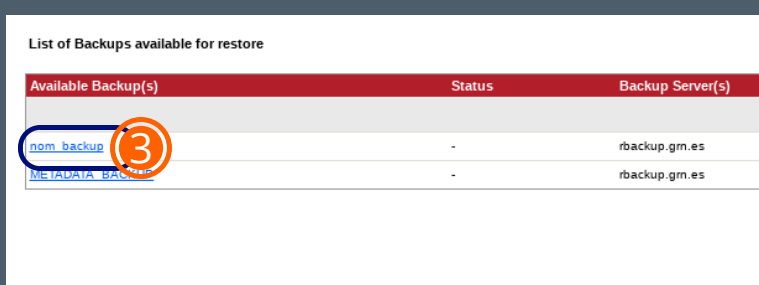 List of Backups available for restore
Available Backup(s) Status Backup Server(s)
nom_backup 3 - rbackup.grn.es
METADATA_BACKUP - rbackup.grn.es